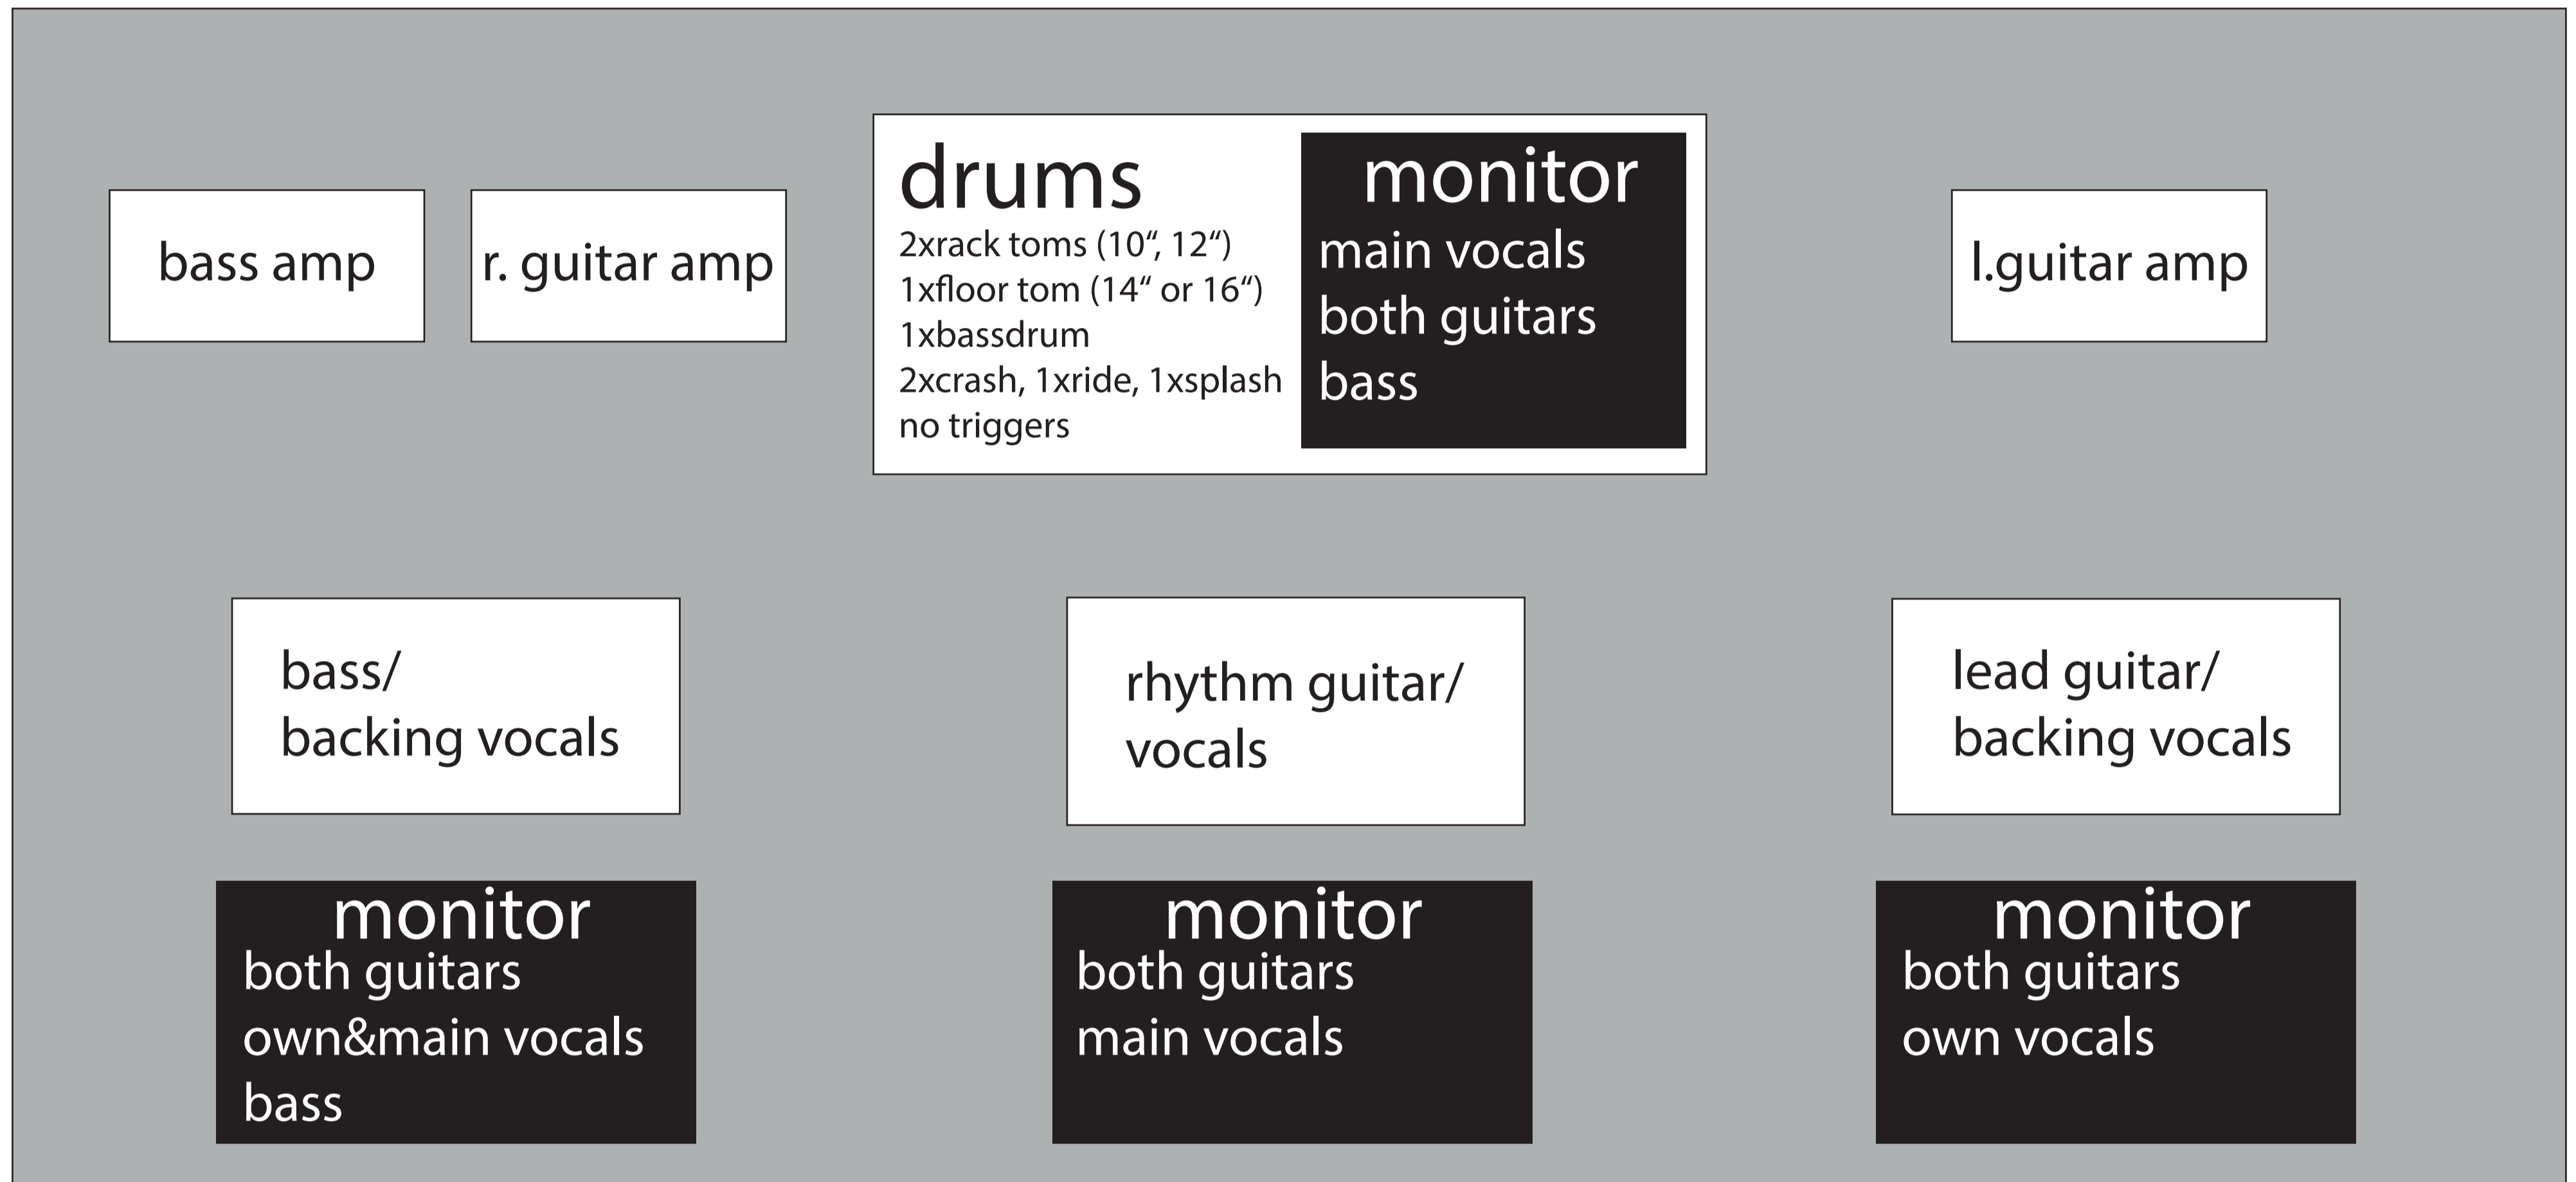 bass amp
r. guitar amp
drums
2xrack toms (10“, 12“)
1xfloor tom (14“ or 16“)
1xbassdrum
2xcrash, 1xride, 1xsplash
no triggers
monitor
main vocals
both guitars
bass
l.guitar amp
bass/
backing vocals
rhythm guitar/
vocals
lead guitar/
backing vocals
monitor
both guitars
own&main vocals
bass
monitor
both guitars
main vocals
monitor
both guitars
own vocals